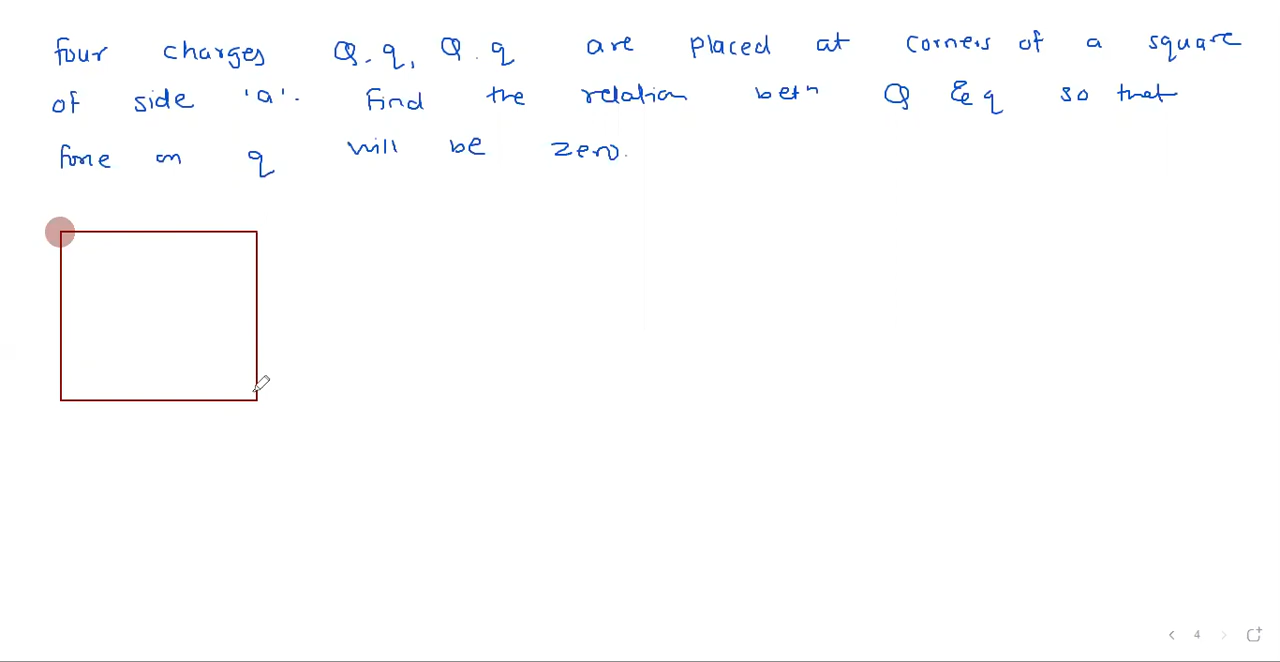 four charges Q, q, Q, q are placed at corners of a square
of side 'a'. Find the relation betn Q & q so that
force on q will be zero.
4